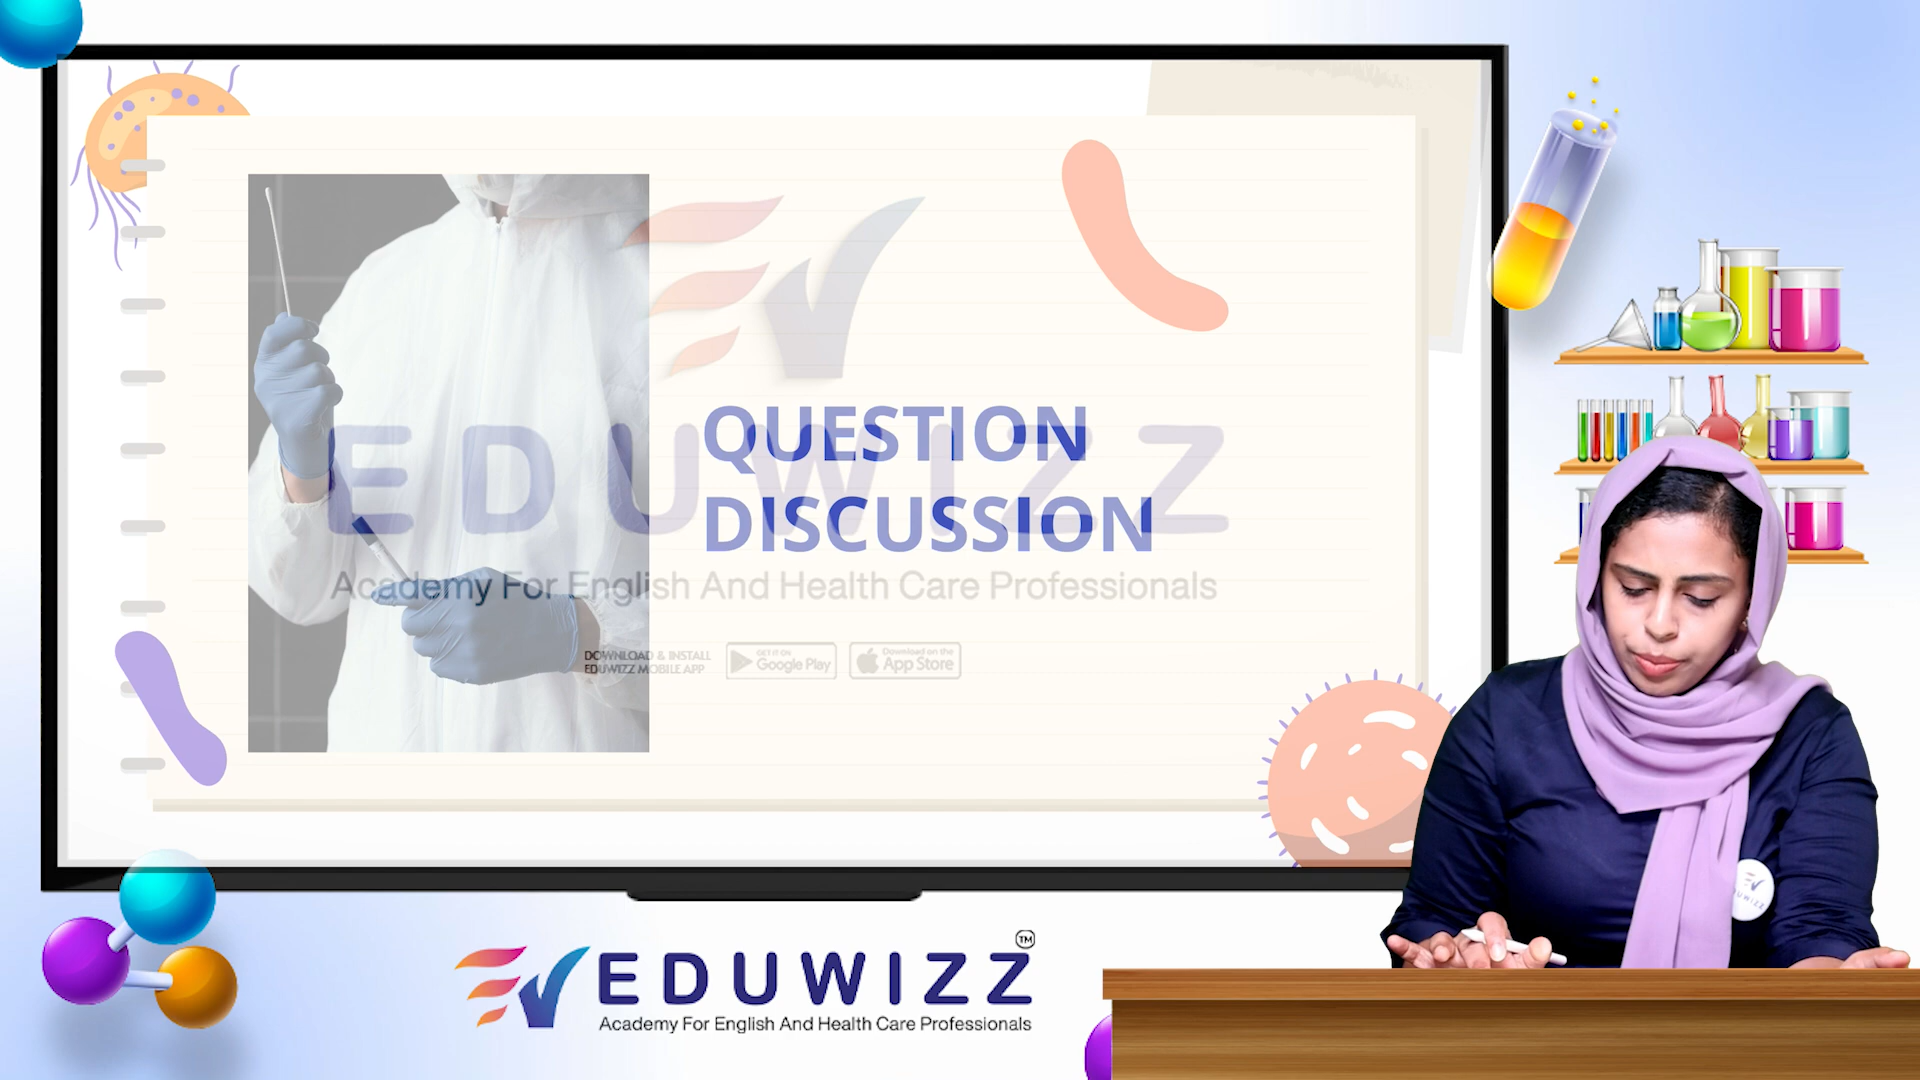 QUESTION
DISCUSSION
EDUWIZZ
Academy For English And Health Care Professionals
DOWNLOAD & INSTALL
EDUWIZZ MOBILE APP
GET IT ON
Google Play
Download on the
App Store
EDUWIZZ
TM
Academy For English And Health Care Professionals